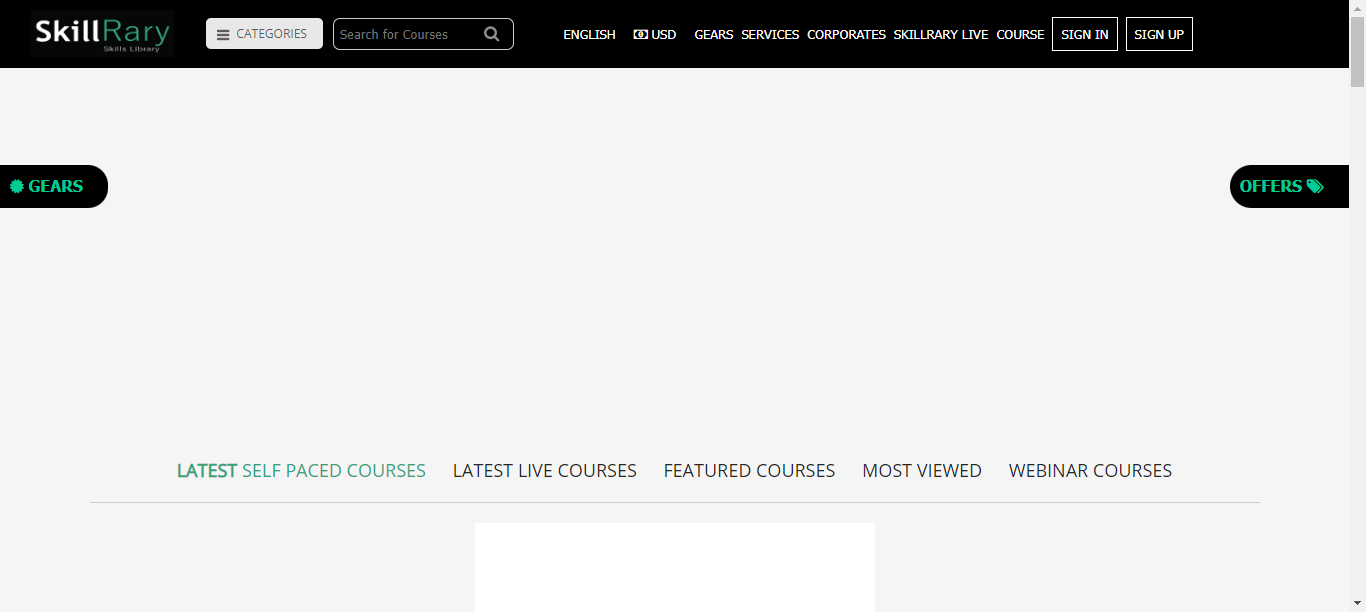 SkillRary
Skills Library
CATEGORIES
Search for Courses
ENGLISH
USD
GEARS
SERVICES
CORPORATES
SKILLRARY LIVE
COURSE
SIGN IN
SIGN UP
GEARS
OFFERS
LATEST SELF PACED COURSES
LATEST LIVE COURSES
FEATURED COURSES
MOST VIEWED
WEBINAR COURSES